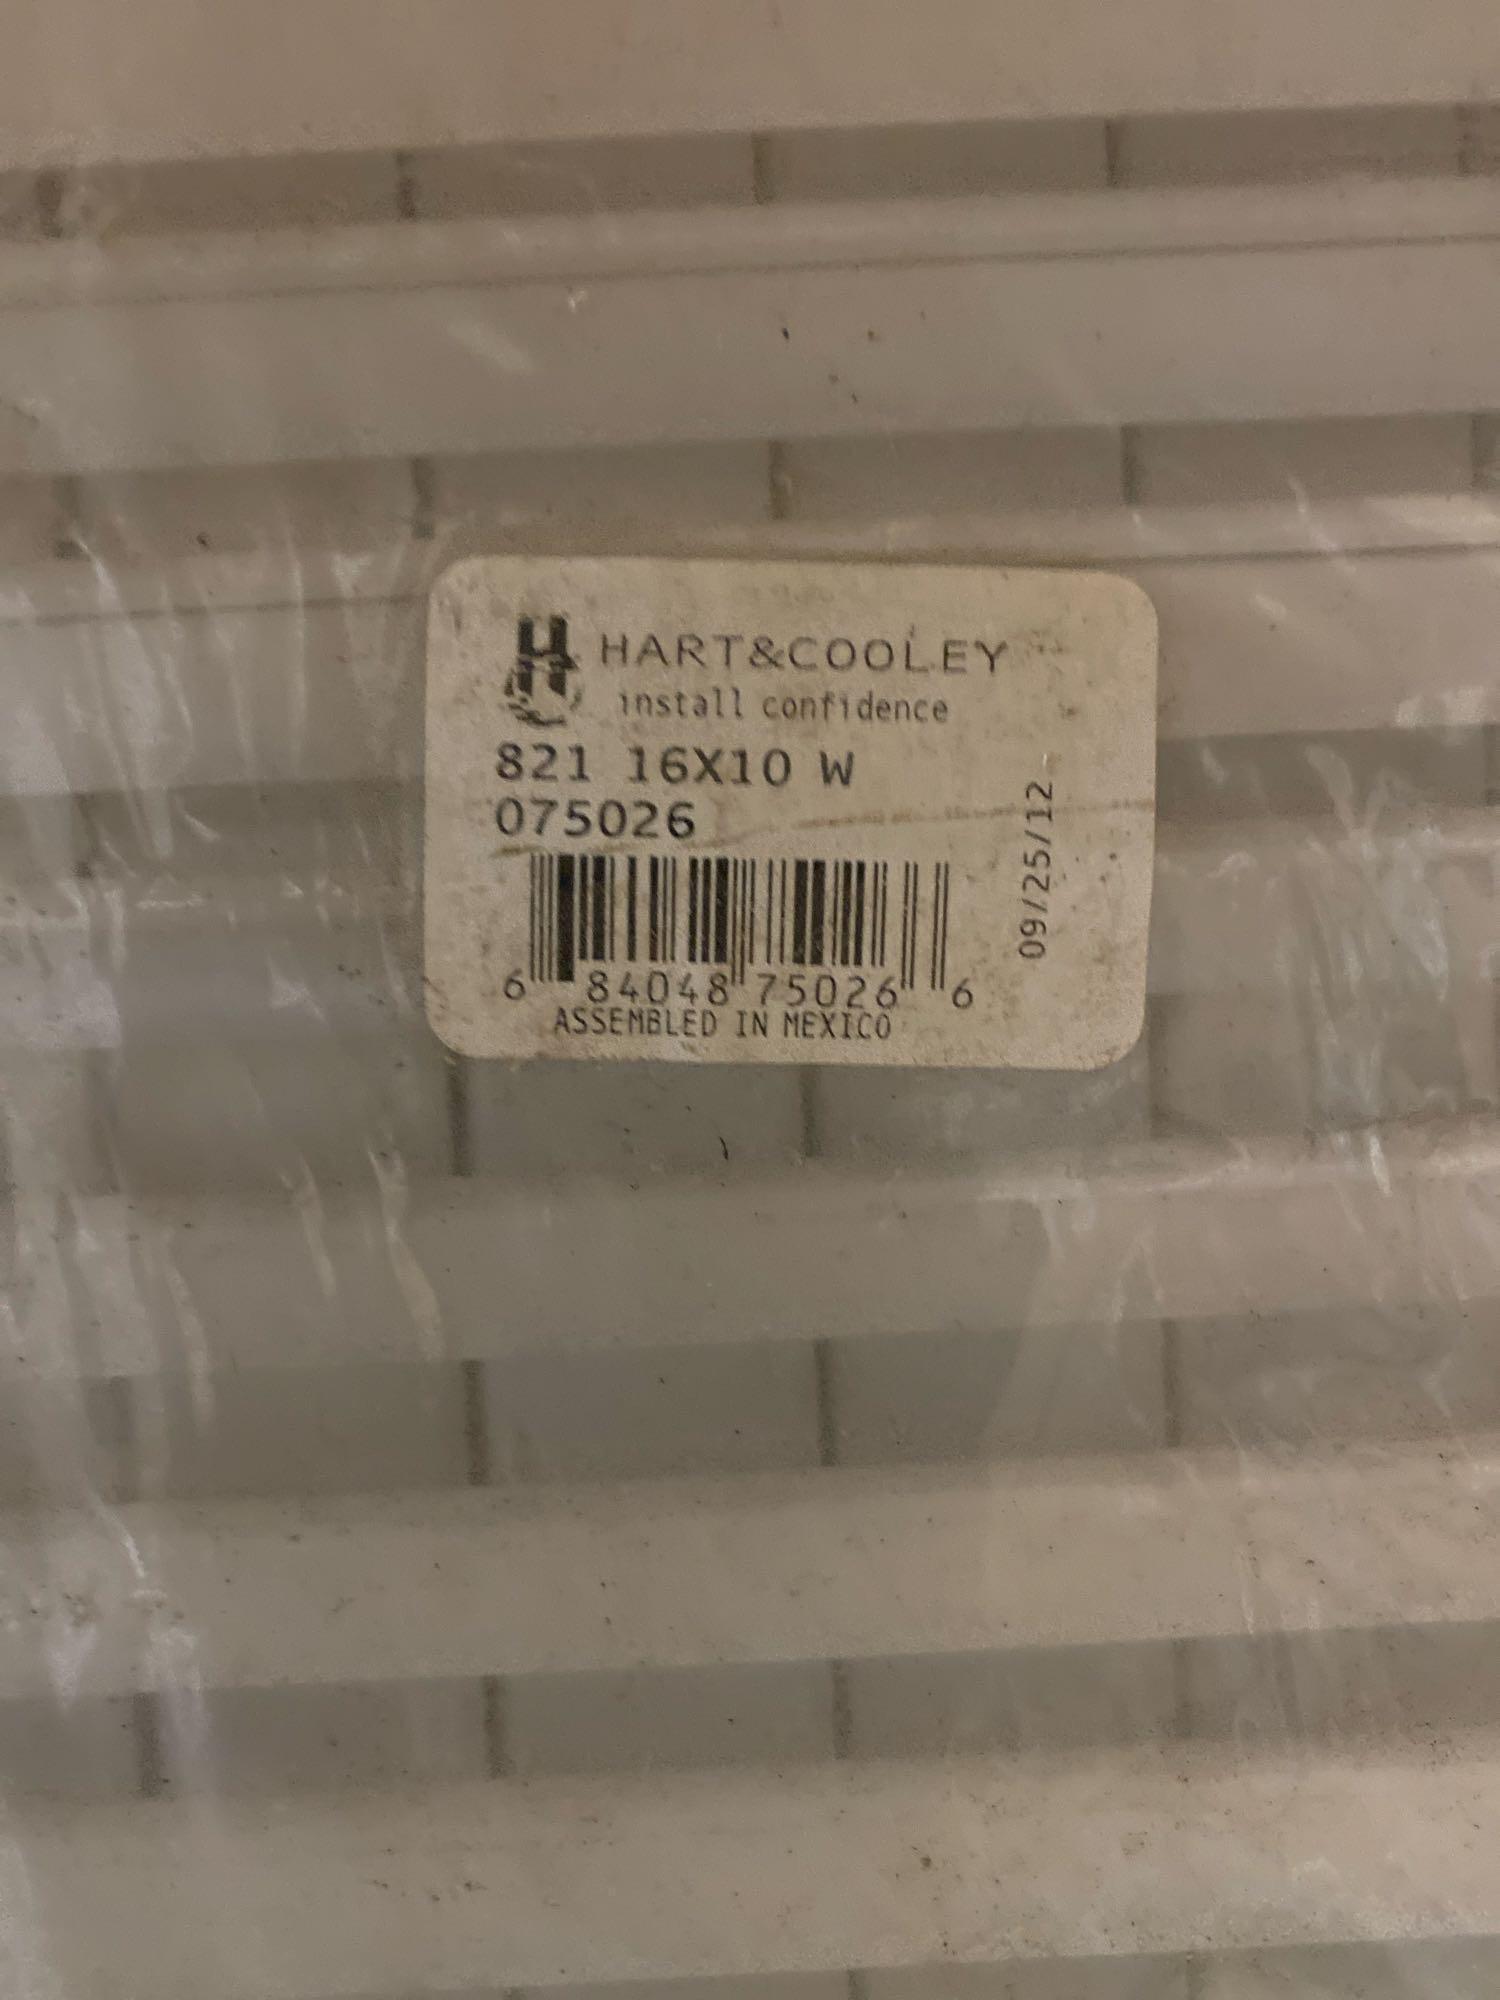 HART&COOLEY
install confidence
821 16X10 W
075026
09/25/12
6 84048 75026 6
ASSEMBLED IN MEXICO